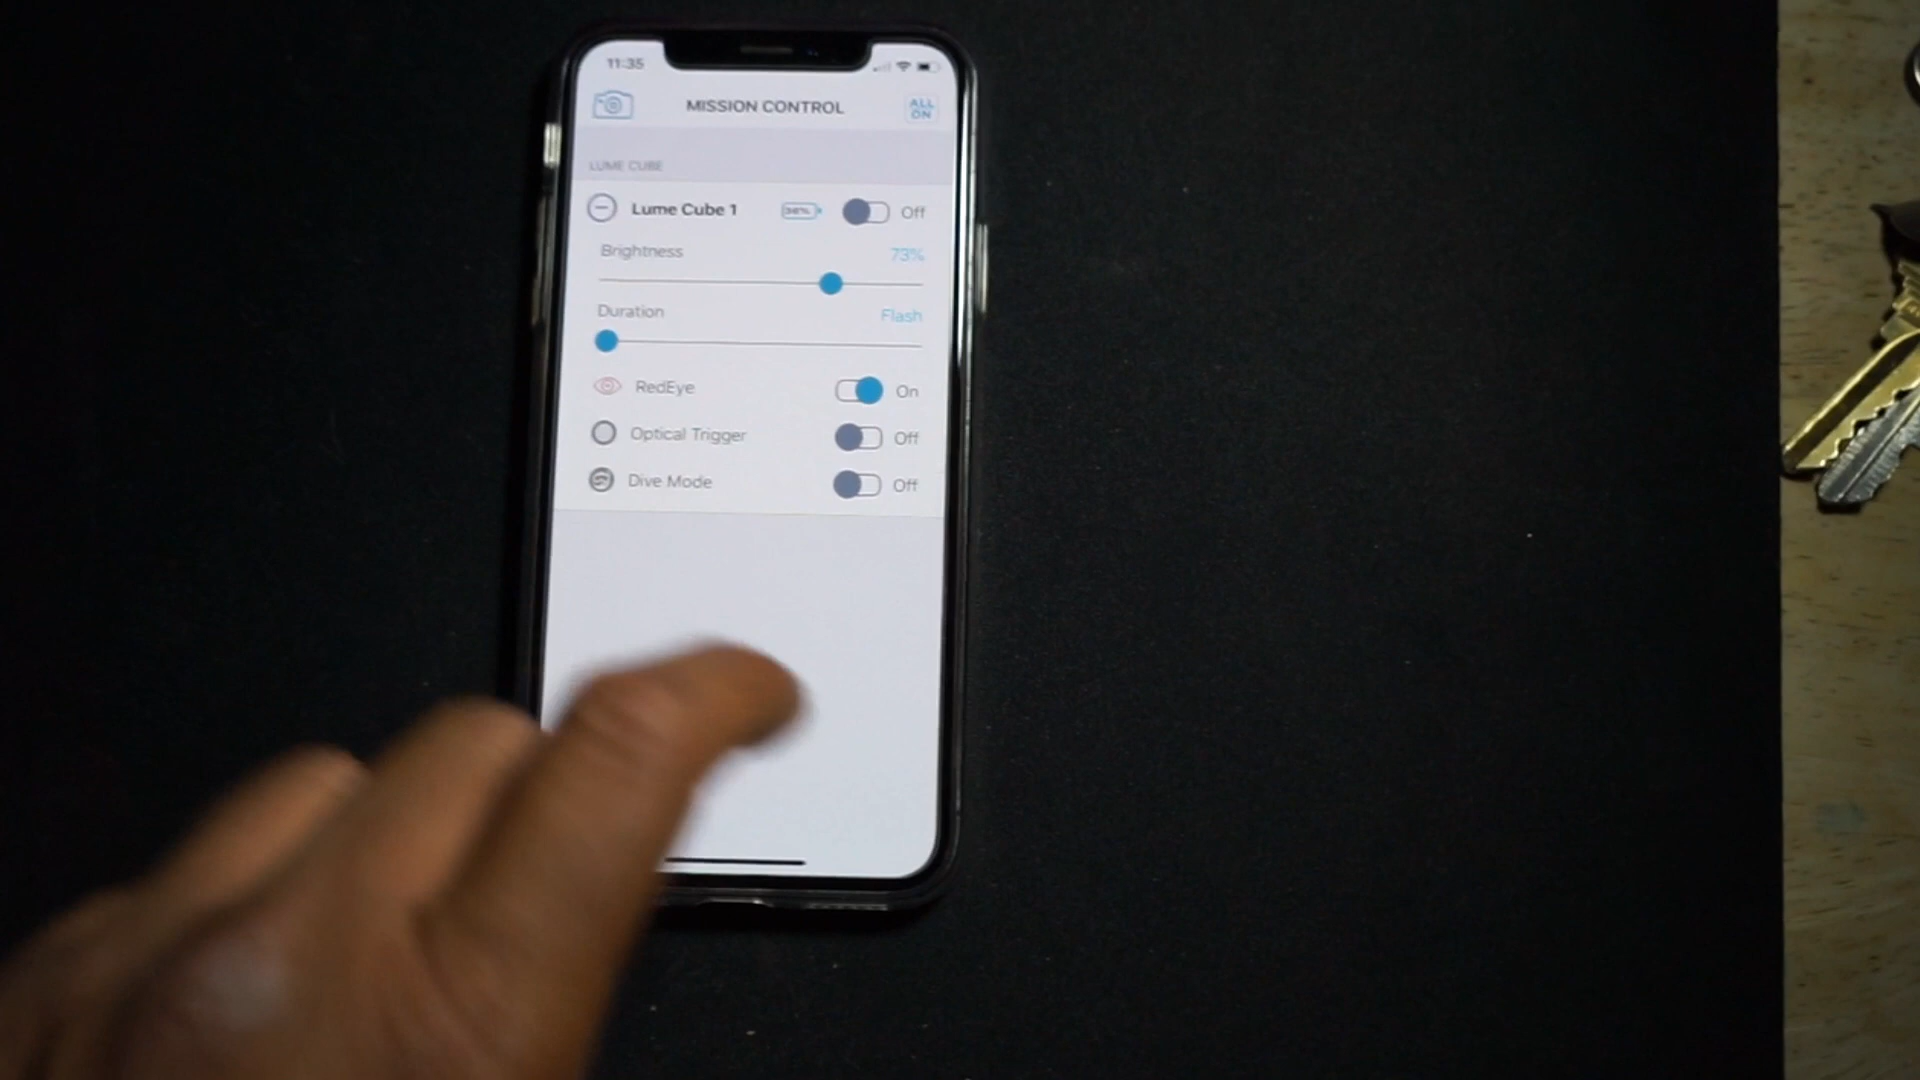 11:35
MISSION CONTROL
ALL
ON
LUME CUBE
Lume Cube 1
Off
Brightness
73%
Duration
Flash
RedEye
On
Optical Trigger
Off
Dive Mode
Off